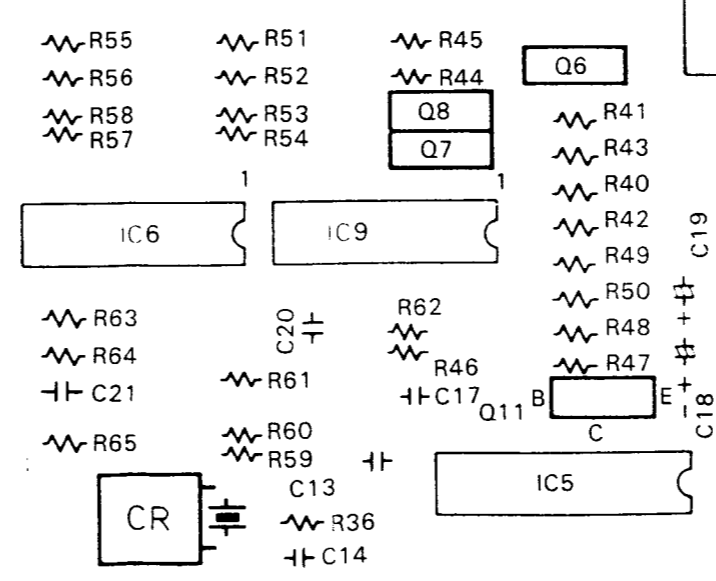 R55 R51 R45
Q6
R56 R52 R44
R58 R53 Q8 R41
R57 R54 Q7 R43
1 1 R40
IC6 IC9 R42 C19
R49
R50
+
R63 C20 R62 R48
R64 R46 R47
+
C21 R61 C17 Q11 B E
+
-
C18
R65 R60 C
R59
C13 IC5
CR R36
C14